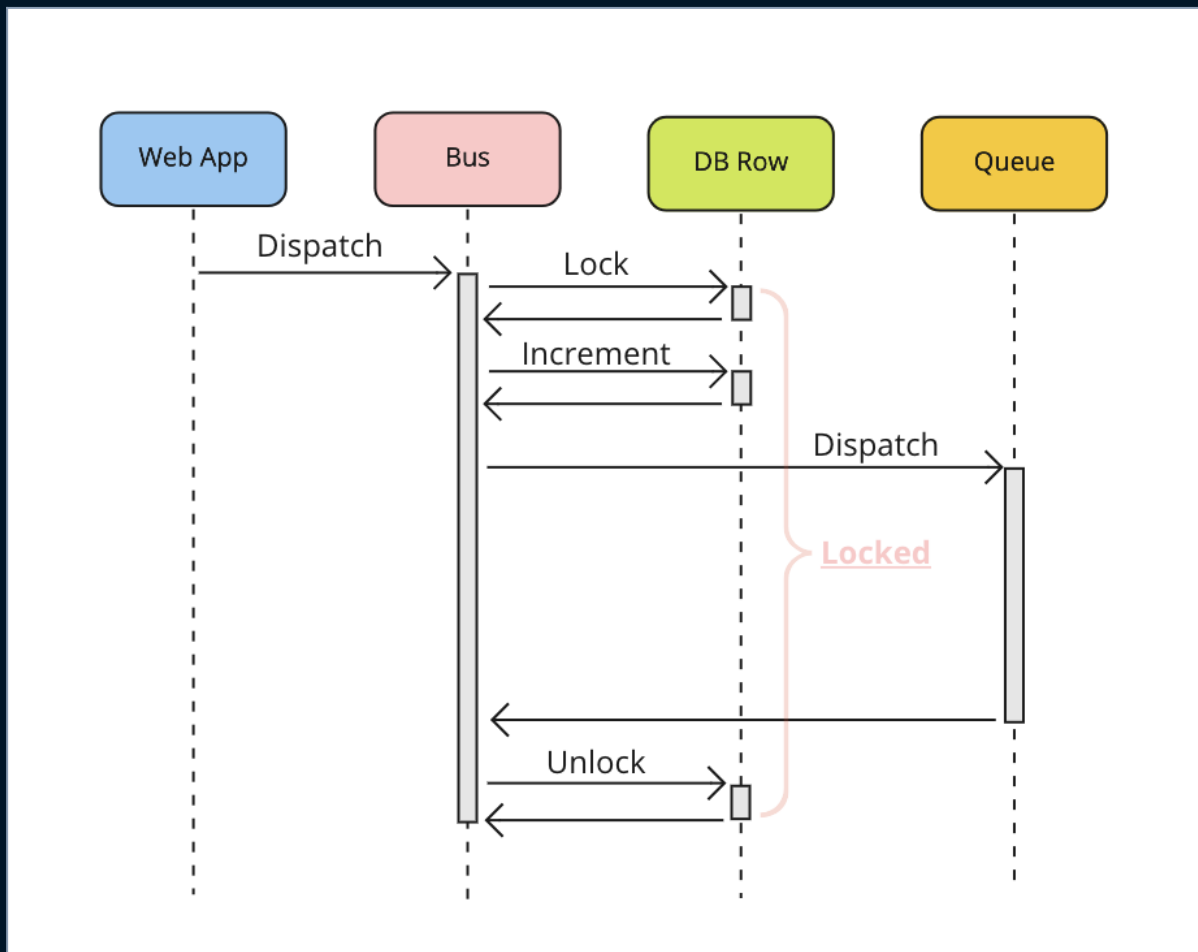 Web App
Bus
DB Row
Queue
Dispatch
Lock
Increment
Dispatch
Locked
Unlock